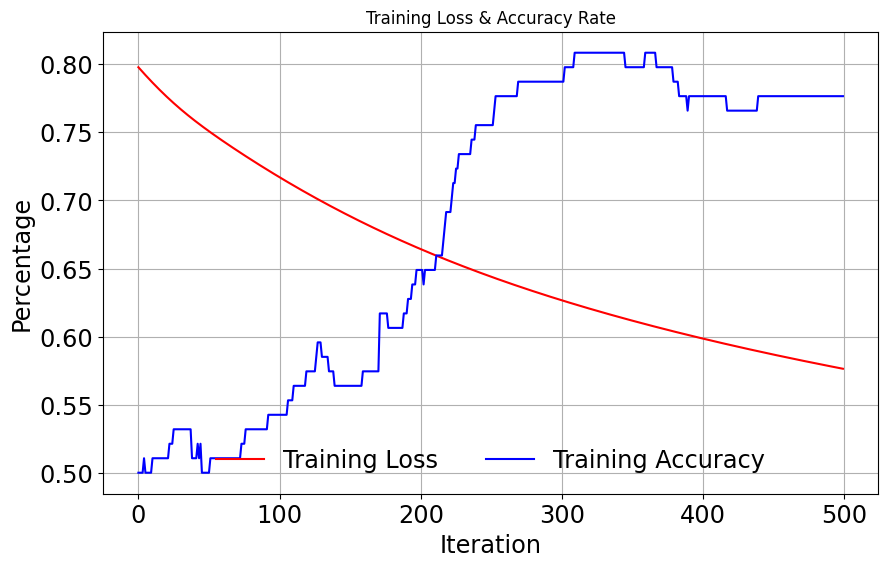 Training Loss & Accuracy Rate
0.80
0.75
0.70
0.65
0.60
0.55
0.50
Percentage
Training Loss
Training Accuracy
0
100
200
300
400
500
Iteration